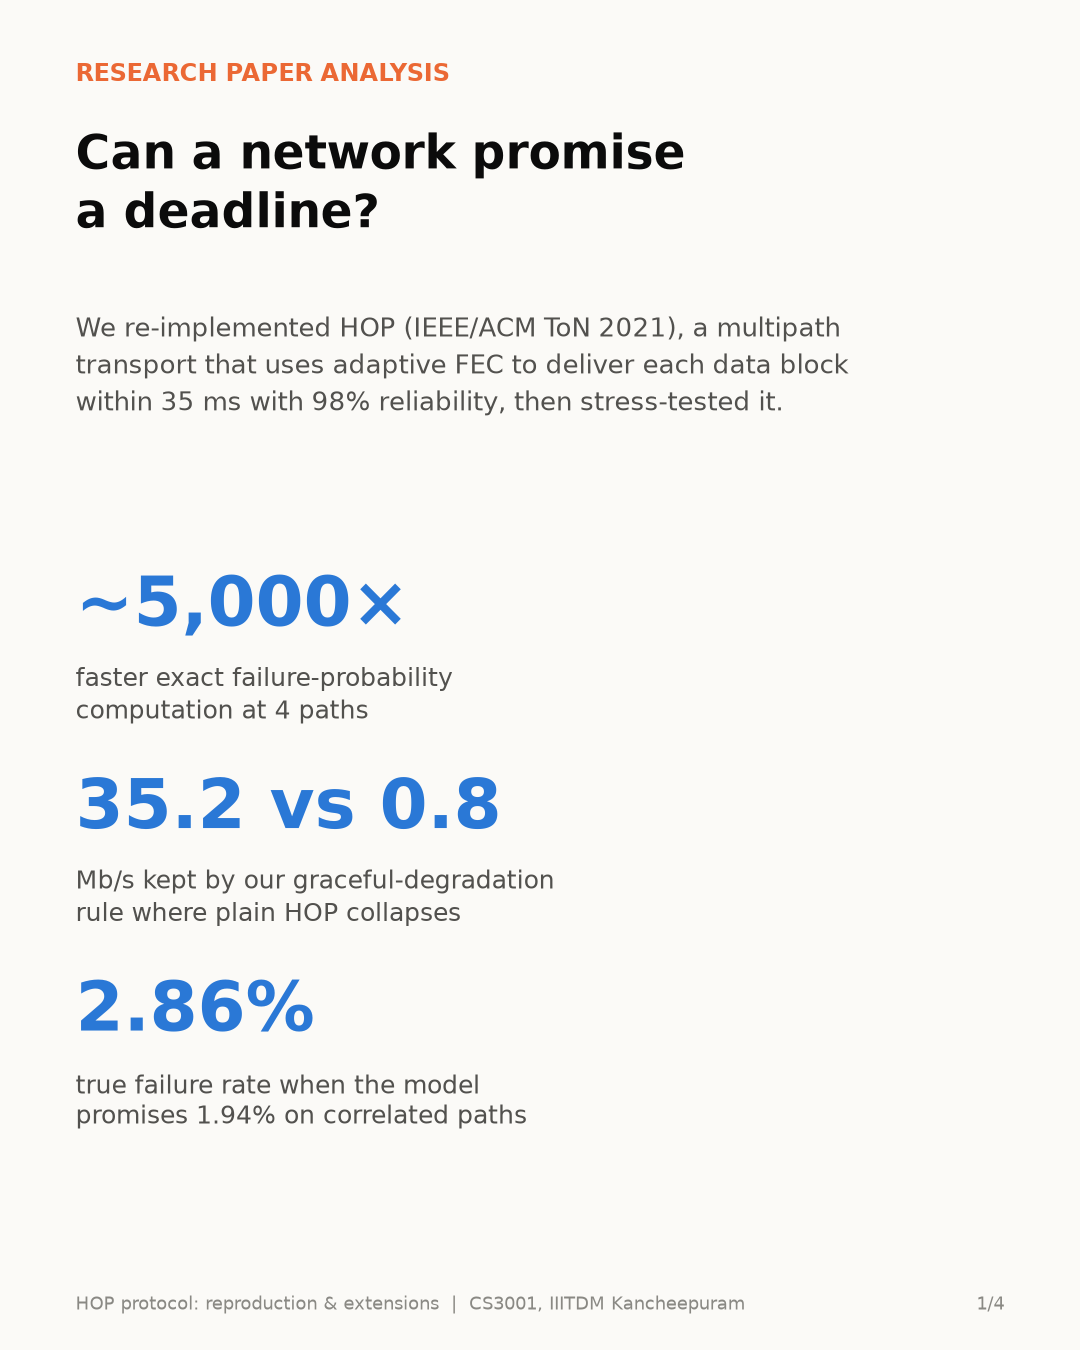 RESEARCH PAPER ANALYSIS
Can a network promise
a deadline?
We re-implemented HOP (IEEE/ACM ToN 2021), a multipath
transport that uses adaptive FEC to deliver each data block
within 35 ms with 98% reliability, then stress-tested it.
~5,000×
faster exact failure-probability
computation at 4 paths
35.2 vs 0.8
Mb/s kept by our graceful-degradation
rule where plain HOP collapses
2.86%
true failure rate when the model
promises 1.94% on correlated paths
HOP protocol: reproduction & extensions | CS3001, IIITDM Kancheepuram
1/4